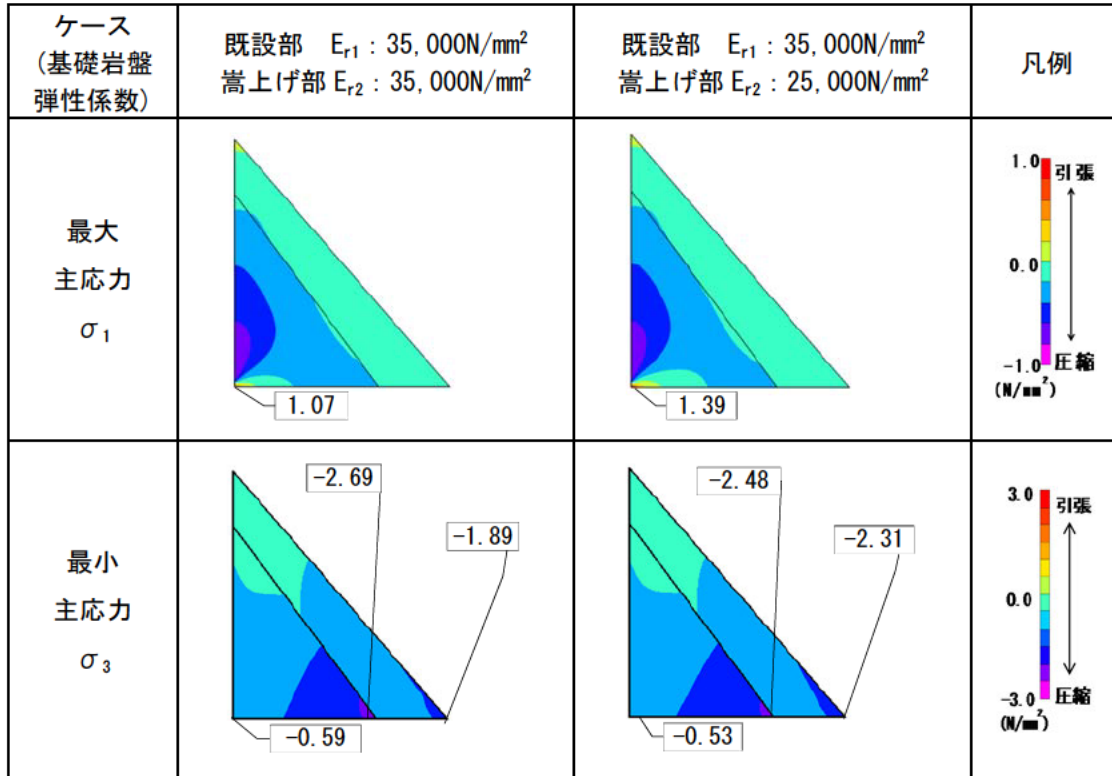 ケース
(基礎岩盤
弾性係数)
既設部 Er1：35,000N/mm²
嵩上げ部 Er2：35,000N/mm²
既設部 Er1：35,000N/mm²
嵩上げ部 Er2：25,000N/mm²
凡例
最大
主応力
σ1
1.07
1.39
1.0
引張
0.0
-1.0
圧縮
(N/mm²)
最小
主応力
σ3
-2.69
-1.89
-0.59
-2.48
-2.31
-0.53
3.0
引張
0.0
圧縮
-3.0
(N/mm²)